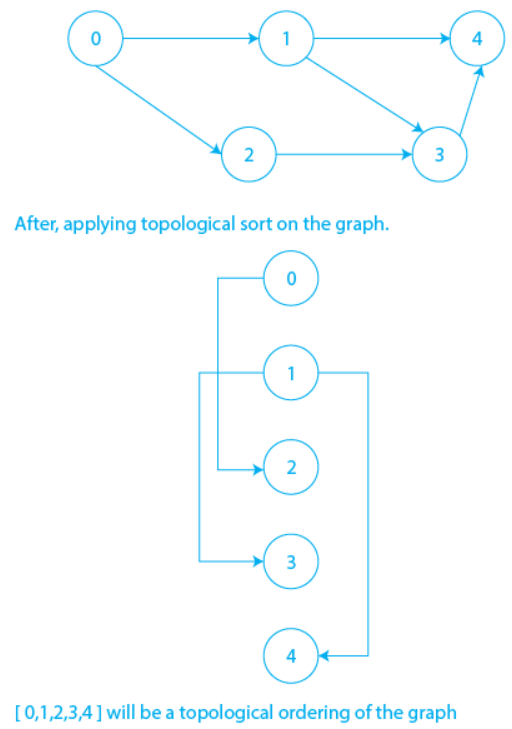 0 1 4
2 3
After, applying topological sort on the graph.
0
1
2
3
4
[ 0,1,2,3,4 ] will be a topological ordering of the graph